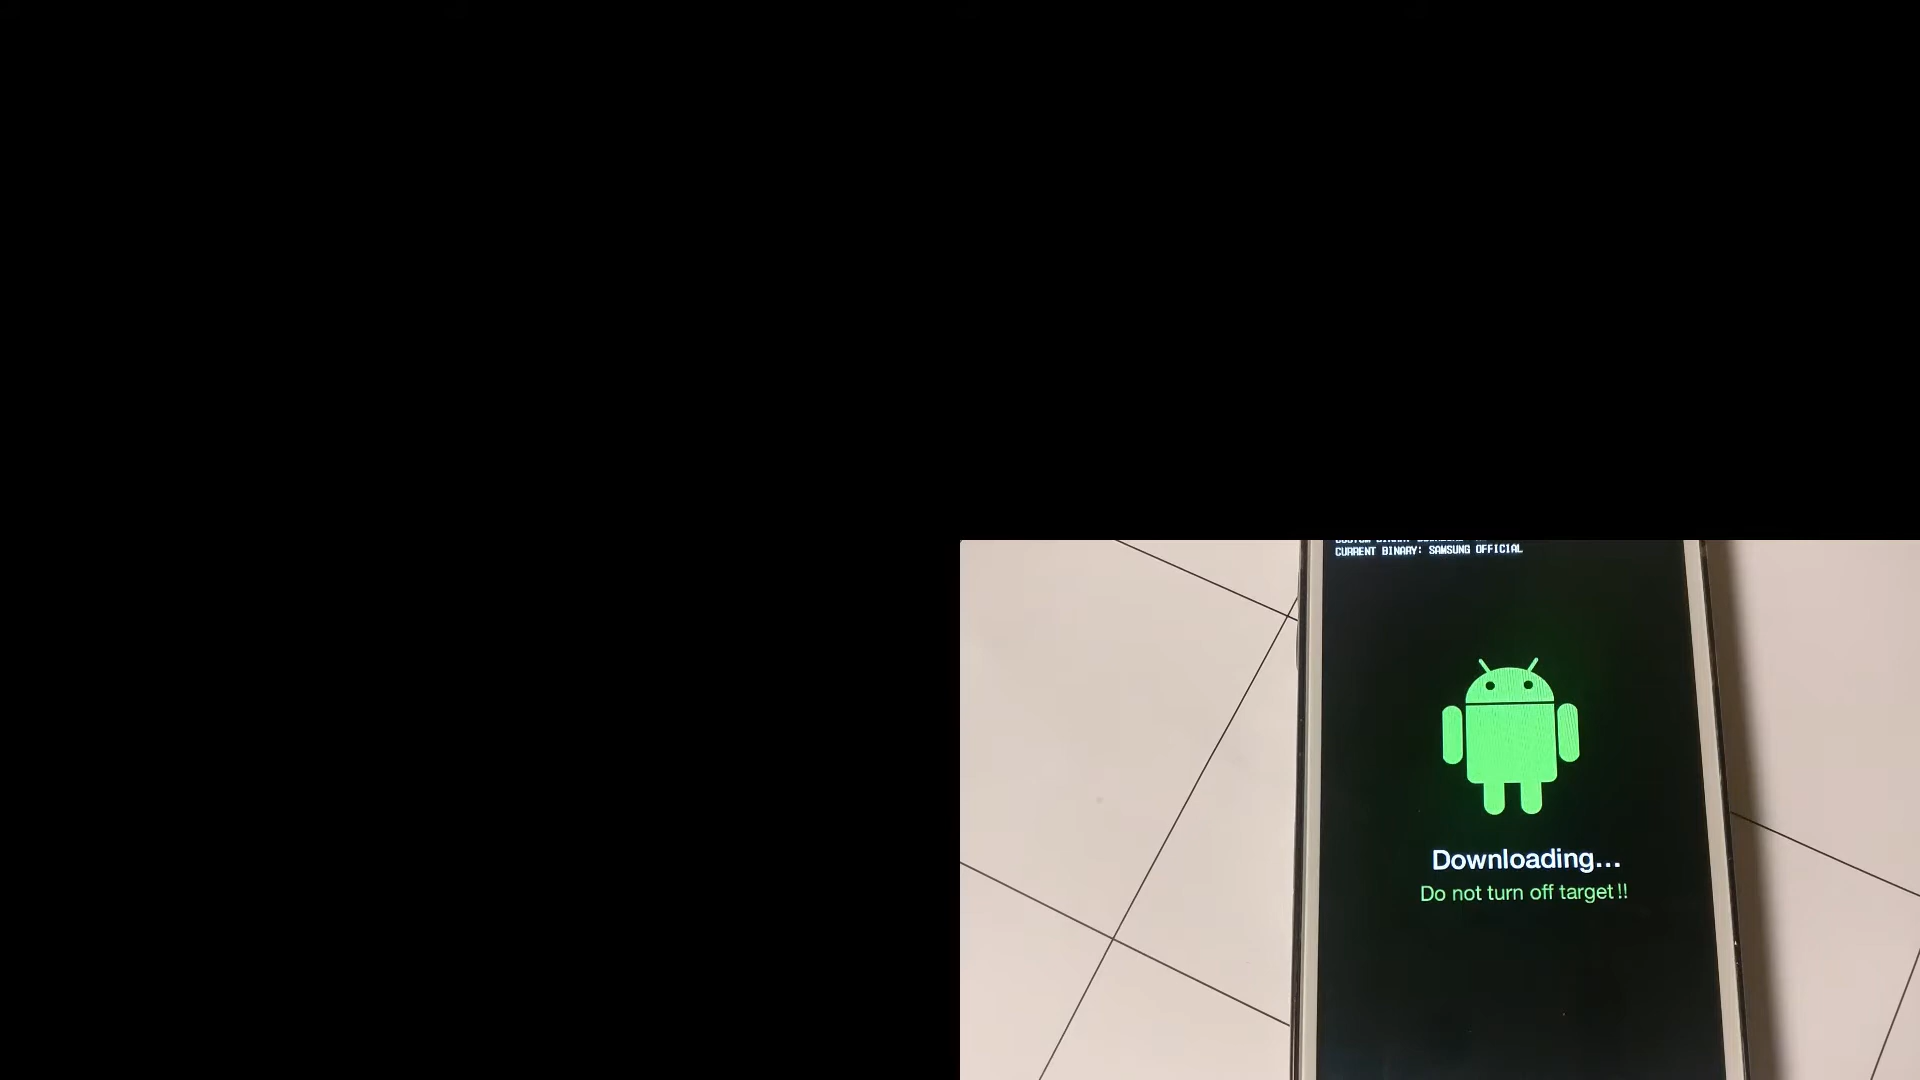 CURRENT BINARY: SAMSUNG OFFICIAL
Downloading...
Do not turn off target!!